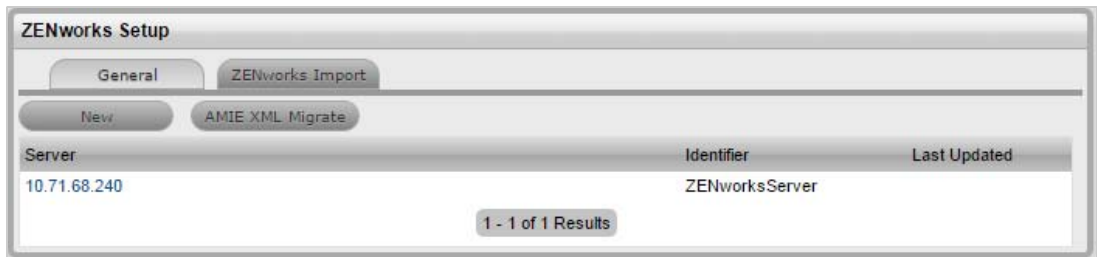 ZENworks Setup
General ZENworks Import
New AMIE XML Migrate
Server Identifier Last Updated
10.71.68.240 ZENworksServer
1 - 1 of 1 Results